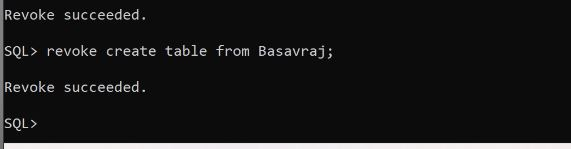 Revoke succeeded.
SQL> revoke create table from Basavraj;
Revoke succeeded.
SQL>